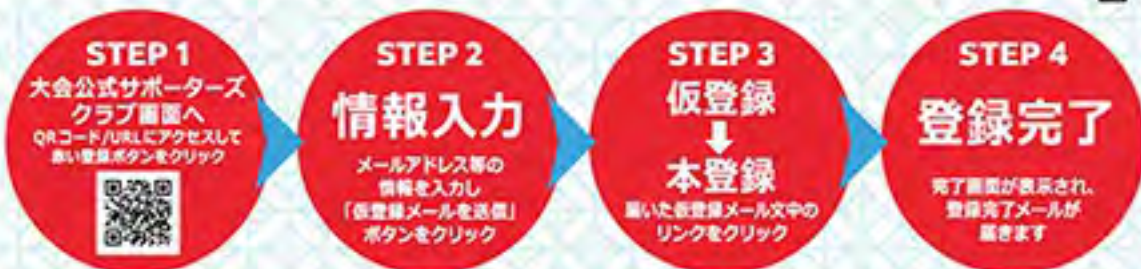 STEP 1
大会公式サポーターズ
クラブ画面へ
QRコード/URLにアクセスして
赤い登録ボタンをクリック
STEP 2
情報入力
メールアドレス等の
情報を入力し
「仮登録メールを送信」
ボタンをクリック
STEP 3
仮登録
本登録
届いた仮登録メール文中の
リンクをクリック
STEP 4
登録完了
完了画面が表示され、
登録完了メールが
届きます